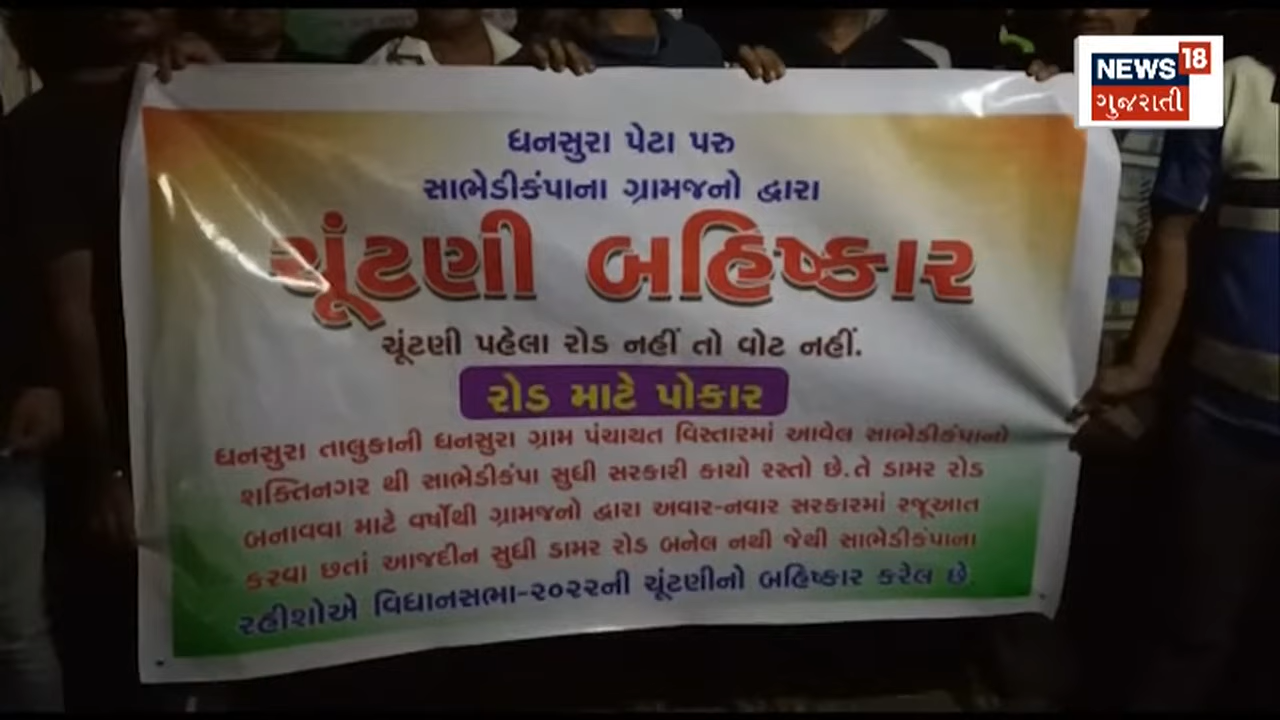 NEWS 18
ગુજરાતી
ધનસુરા પેટા પરુ
સાભેડીકંપાના ગ્રામજનો દ્વારા
ચૂંટણી બહિષ્કાર
ચૂંટણી પહેલા રોડ નહીં તો વોટ નહીં.
રોડ માટે પોકાર
ધનસુરા તાલુકાની ધનસુરા ગ્રામ પંચાયત વિસ્તારમાં આવેલ સાભેડીકંપાનો
શક્તિનગર થી સાભેડીકંપા સુધી સરકારી કાચો રસ્તો છે.તે ડામર રોડ
બનાવવા માટે વર્ષોથી ગ્રામજનો દ્વારા અવાર-નવાર સરકારમાં રજૂઆત
કરવા છતાં આજદીન સુધી ડામર રોડ બનેલ નથી જેથી સાભેડીકંપાના
રહીશોએ વિધાનસભા-૨૦૨૨ની ચૂંટણીનો બહિષ્કાર કરેલ છે.